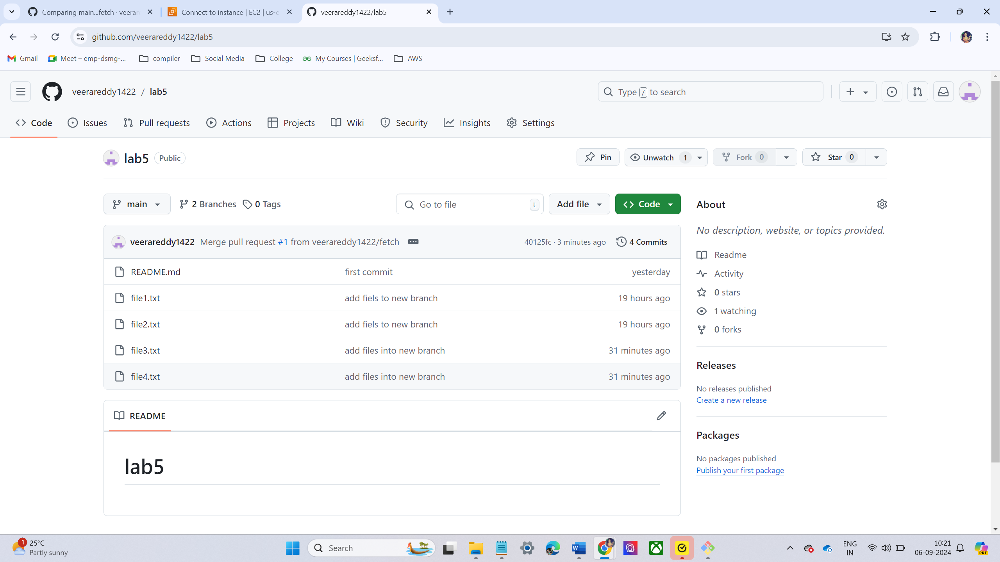 Comparing main...fetch · veerare
Connect to instance | EC2 | us-e
veerareddy1422/lab5
github.com/veerareddy1422/lab5
Gmail
Meet – emp-dsmg-...
compiler
Social Media
College
My Courses | Geeksf...
AWS
veerareddy1422 / lab5
Type / to search
Code
Issues
Pull requests
Actions
Projects
Wiki
Security
Insights
Settings
lab5 Public
Pin
Unwatch 1
Fork 0
Star 0
main
2 Branches
0 Tags
Go to file t
Add file
Code
veerareddy1422 Merge pull request #1 from veerareddy1422/fetch 40125fc · 3 minutes ago 4 Commits
README.md first commit yesterday
file1.txt add fiels to new branch 19 hours ago
file2.txt add fiels to new branch 19 hours ago
file3.txt add files into new branch 31 minutes ago
file4.txt add files into new branch 31 minutes ago
README
lab5
About
No description, website, or topics provided.
Readme
Activity
0 stars
1 watching
0 forks
Releases
No releases published
Create a new release
Packages
No packages published
Publish your first package
1
25°C
Partly sunny
Search
W
PRE
ENG
IN
10:21
06-09-2024